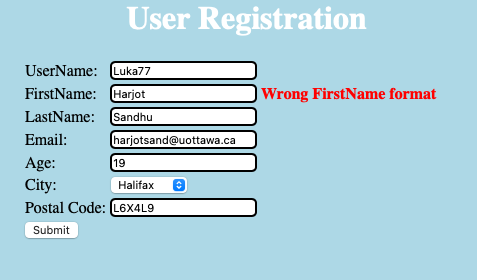 User Registration
UserName: Luka77
FirstName: Harjot Wrong FirstName format
LastName: Sandhu
Email: harjotsand@uottawa.ca
Age: 19
City: Halifax
Postal Code: L6X4L9
Submit